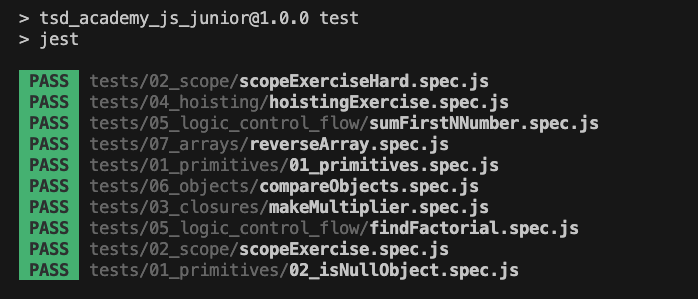 > tsd_academy_js_junior@1.0.0 test
> jest
PASS tests/02_scope/scopeExerciseHard.spec.js
PASS tests/04_hoisting/hoistingExercise.spec.js
PASS tests/05_logic_control_flow/sumFirstNNumber.spec.js
PASS tests/07_arrays/reverseArray.spec.js
PASS tests/01_primitives/01_primitives.spec.js
PASS tests/06_objects/compareObjects.spec.js
PASS tests/03_closures/makeMultiplier.spec.js
PASS tests/05_logic_control_flow/findFactorial.spec.js
PASS tests/02_scope/scopeExercise.spec.js
PASS tests/01_primitives/02_isNullObject.spec.js